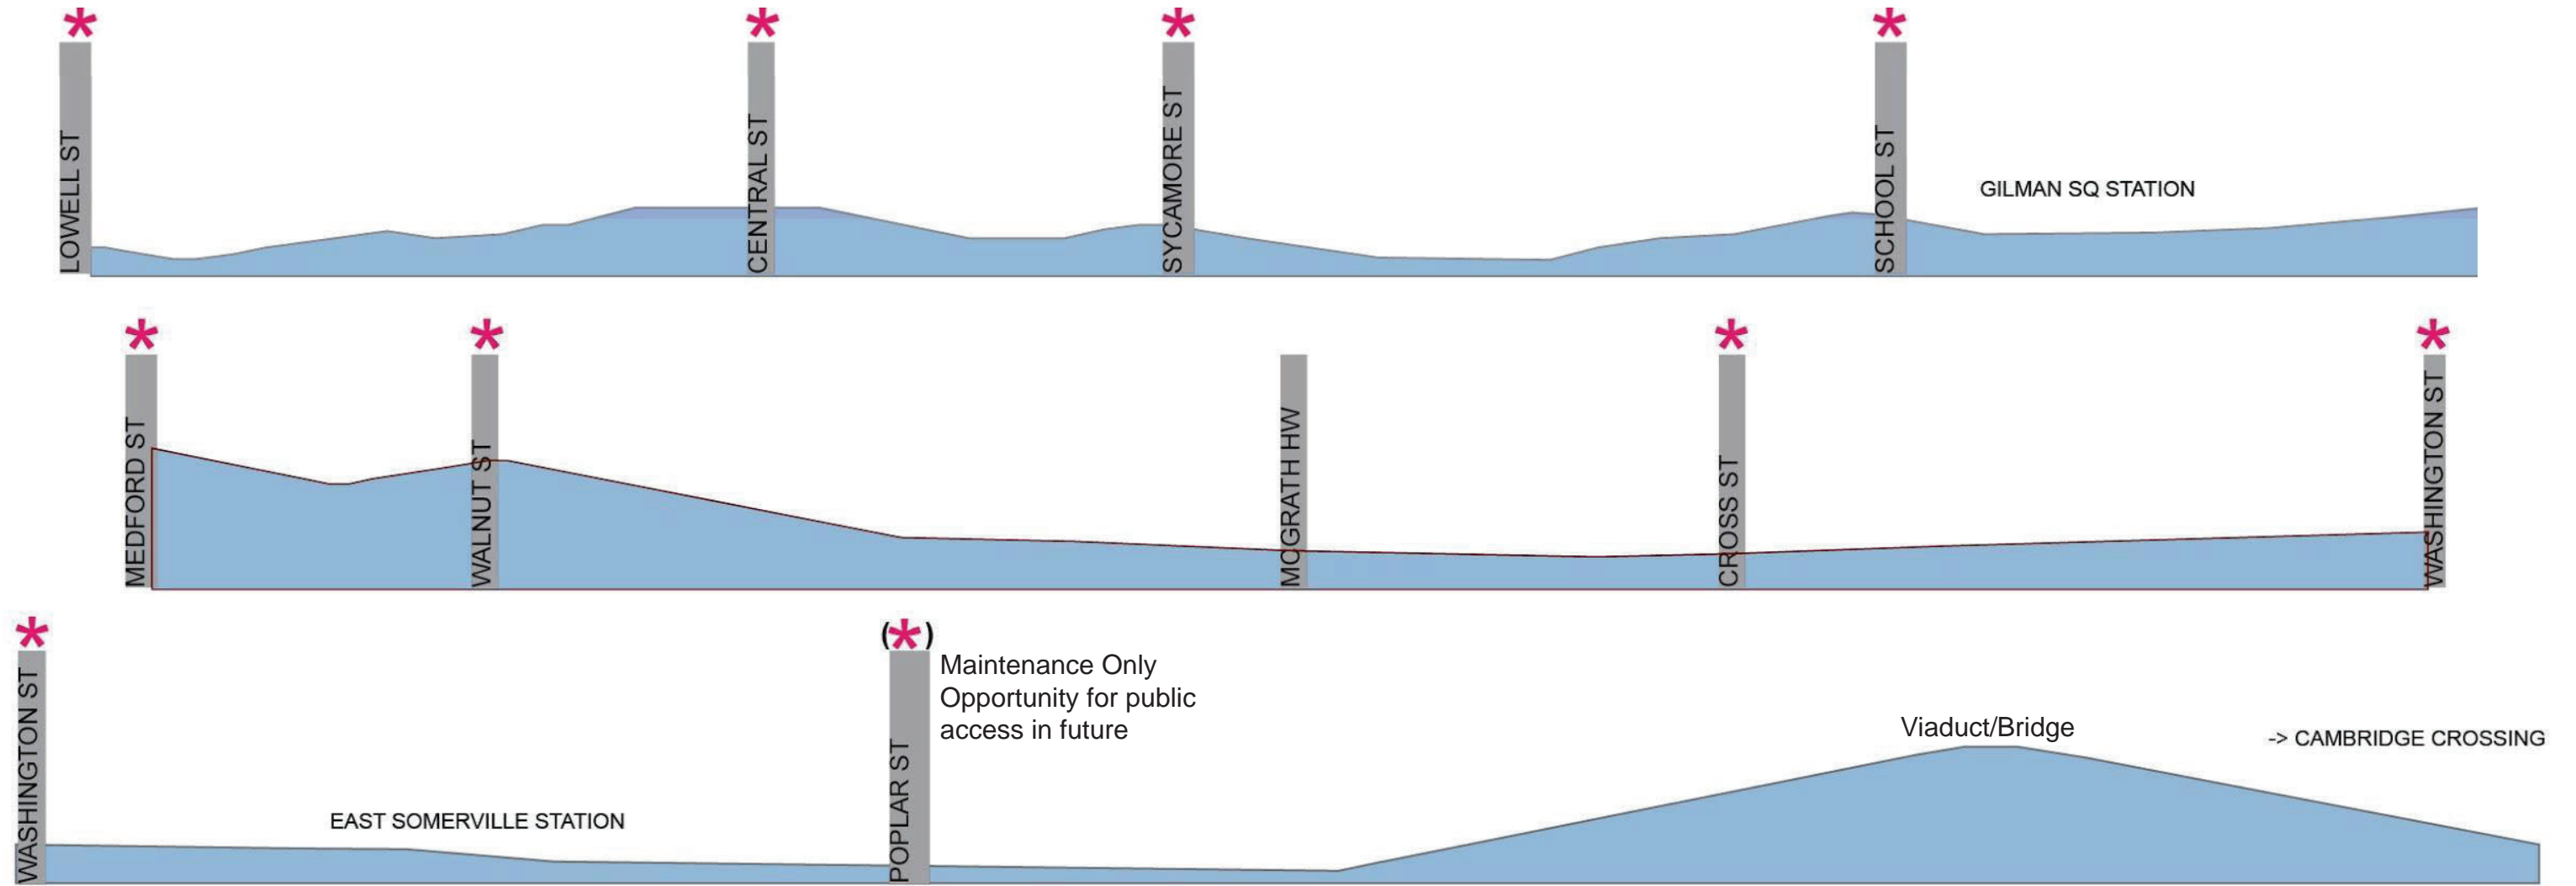 *
*
*
*
LOWELL ST
CENTRAL ST
SYCAMORE ST
SCHOOL ST
GILMAN SQ STATION
*
*
*
*
MEDFORD ST
WALNUT ST
MCGRATH HW
CROSS ST
WASHINGTON ST
*
(*)
WASHINGTON ST
EAST SOMERVILLE STATION
POPLAR ST
Maintenance Only
Opportunity for public
access in future
Viaduct/Bridge
-> CAMBRIDGE CROSSING